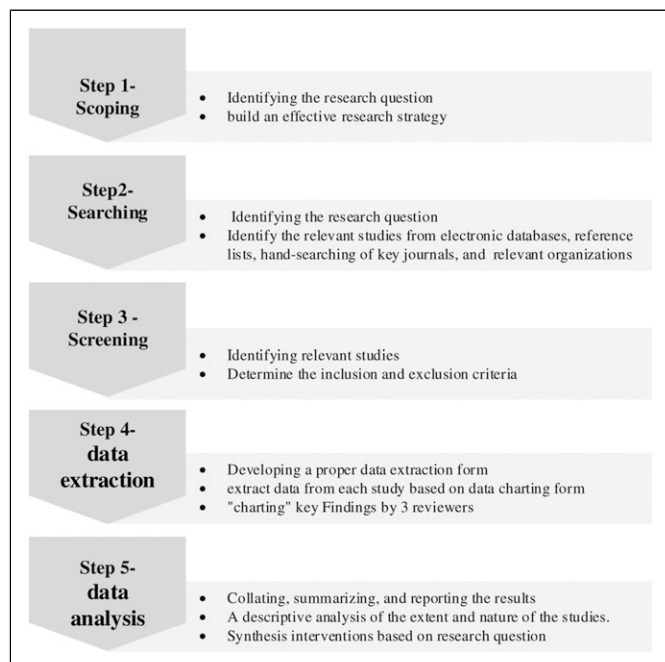 Step 1-
Scoping
• Identifying the research question
• build an effective research strategy
Step2-
Searching
• Identifying the research question
• Identify the relevant studies from electronic databases, reference
lists, hand-searching of key journals, and relevant organizations
Step 3 -
Screening
• Identifying relevant studies
• Determine the inclusion and exclusion criteria
Step 4-
data
extraction
• Developing a proper data extraction form
• extract data from each study based on data charting form
• "charting" key Findings by 3 reviewers
Step 5-
data
analysis
• Collating, summarizing, and reporting the results
• A descriptive analysis of the extent and nature of the studies.
• Synthesis interventions based on research question